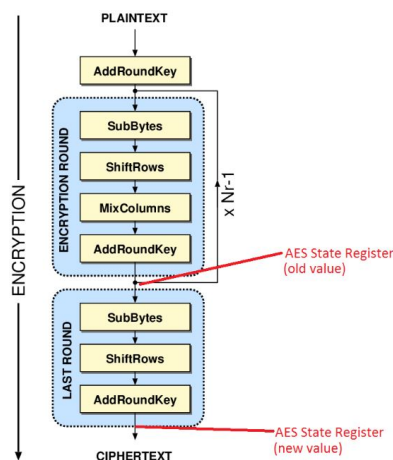 PLAINTEXT
AddRoundKey
ENCRYPTION
ENCRYPTION ROUND
SubBytes
ShiftRows
MixColumns
AddRoundKey
x Nr-1
AES State Register
(old value)
LAST ROUND
SubBytes
ShiftRows
AddRoundKey
AES State Register
(new value)
CIPHERTEXT